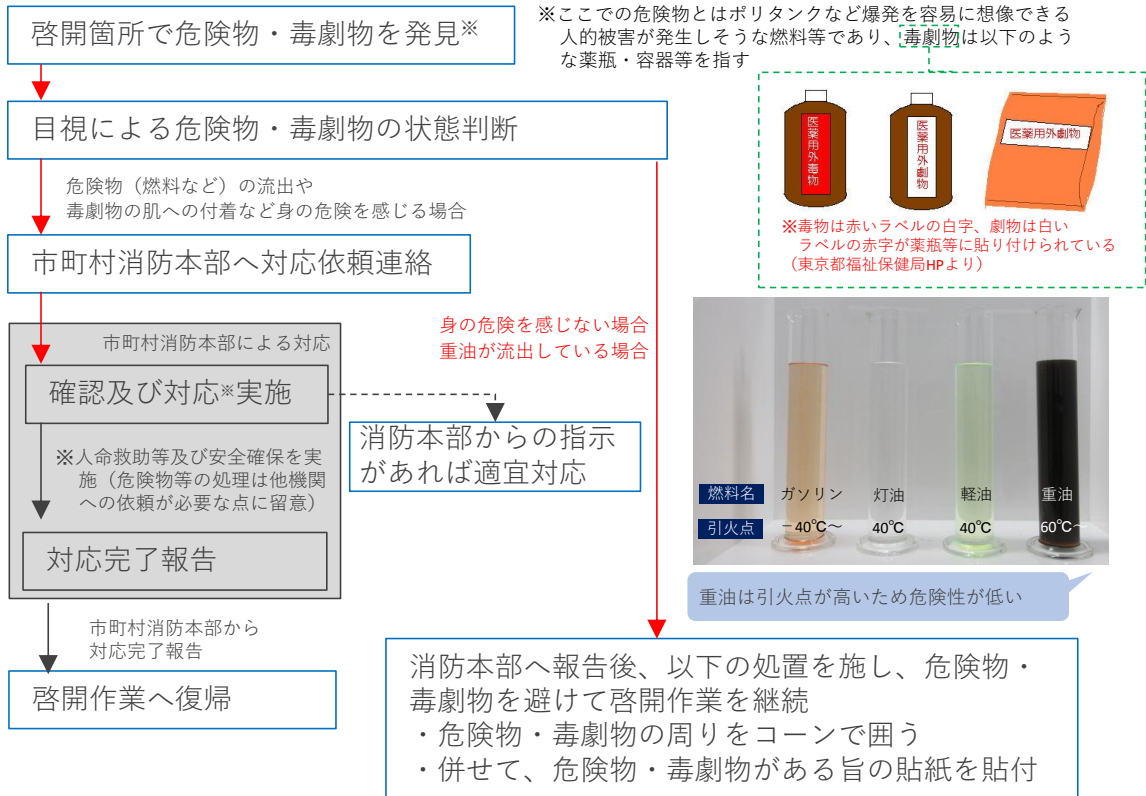 啓開箇所で危険物・毒劇物を発見※
※ここでの危険物とはポリタンクなど爆発を容易に想像できる
人的被害が発生しそうな燃料等であり、毒劇物は以下のよう
な薬瓶・容器等を指す
医薬用外毒物
医薬用外劇物
医薬用外劇物
※毒物は赤いラベルの白字、劇物は白い
ラベルの赤字が薬瓶等に貼り付けられている
（東京都福祉保健局HPより）
目視による危険物・毒劇物の状態判断
危険物（燃料など）の流出や
毒劇物の肌への付着など身の危険を感じる場合
市町村消防本部へ対応依頼連絡
身の危険を感じない場合
重油が流出している場合
市町村消防本部による対応
確認及び対応※実施
消防本部からの指示
があれば適宜対応
※人命救助等及び安全確保を実
施（危険物等の処理は他機関
への依頼が必要な点に留意）
対応完了報告
燃料名 ガソリン 灯油 軽油 重油
引火点 －40℃～ 40℃ 40℃ 60℃～
重油は引火点が高いため危険性が低い
市町村消防本部から
対応完了報告
啓開作業へ復帰
消防本部へ報告後、以下の処置を施し、危険物・
毒劇物を避けて啓開作業を継続
・危険物・毒劇物の周りをコーンで囲う
・併せて、危険物・毒劇物がある旨の貼紙を貼付